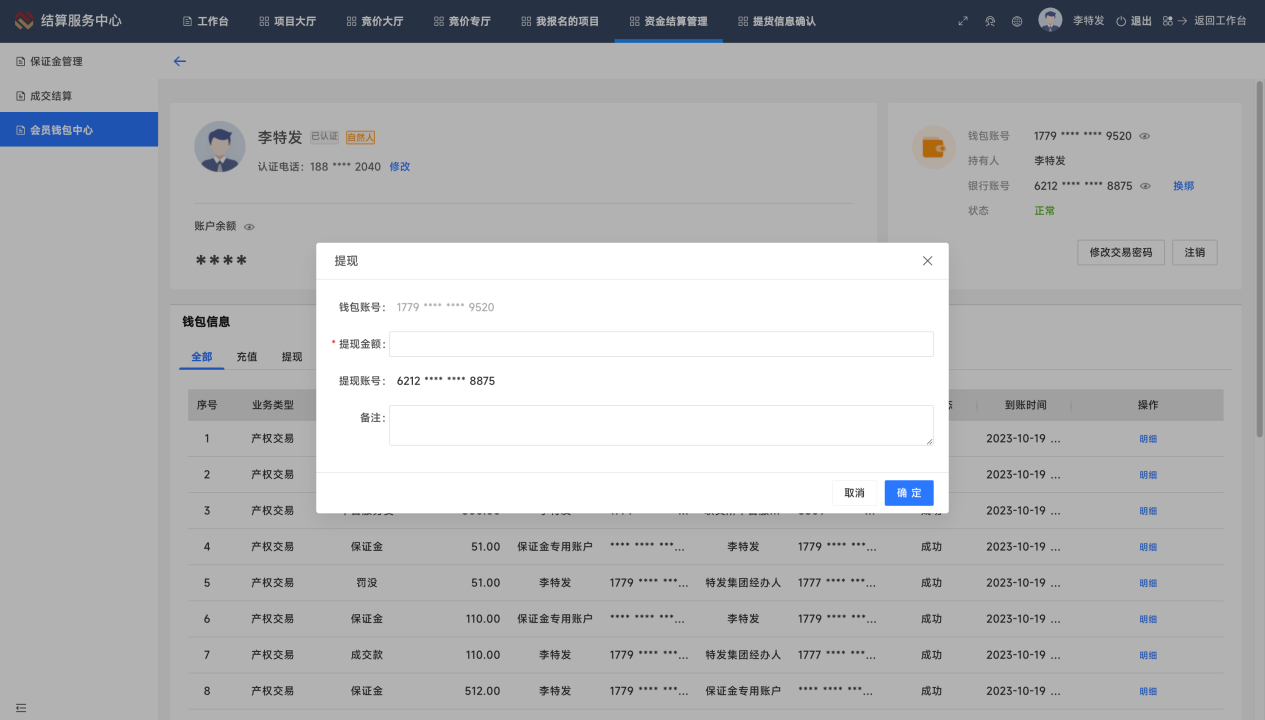 结算服务中心 工作台 项目大厅 竞价大厅 竞价专厅 我报名的项目 资金结算管理 提货信息确认 李特发 退出 返回工作台
保证金管理
成交结算
会员钱包中心
李特发 已认证 自然人
认证电话: 188 **** 2040 修改
账户余额
****
钱包账号 1779 **** **** 9520
持有人 李特发
银行账号 6212 **** **** 8875 换绑
状态 正常
修改交易密码 注销
提现
钱包账号: 1779 **** **** 9520
* 提现金额:
提现账号: 6212 **** **** 8875
备注:
取消 确 定
钱包信息
全部 充值 提现
序号 业务类型 到账时间 操作
1 产权交易 2023-10-19 ... 明细
2 产权交易 2023-10-19 ... 明细
3 产权交易 2023-10-19 ... 明细
4 产权交易 保证金 51.00 保证金专用账户 **** **** ***... 李特发 1779 **** ***... 成功 2023-10-19 ... 明细
5 产权交易 罚没 51.00 李特发 1779 **** ***... 特发集团经办人 1777 **** ***... 成功 2023-10-19 ... 明细
6 产权交易 保证金 110.00 保证金专用账户 **** **** ***... 李特发 1779 **** ***... 成功 2023-10-19 ... 明细
7 产权交易 成交款 110.00 李特发 1779 **** ***... 特发集团经办人 1777 **** ***... 成功 2023-10-19 ... 明细
8 产权交易 保证金 512.00 李特发 1779 **** ***... 保证金专用账户 **** **** ***... 成功 2023-10-19 ... 明细